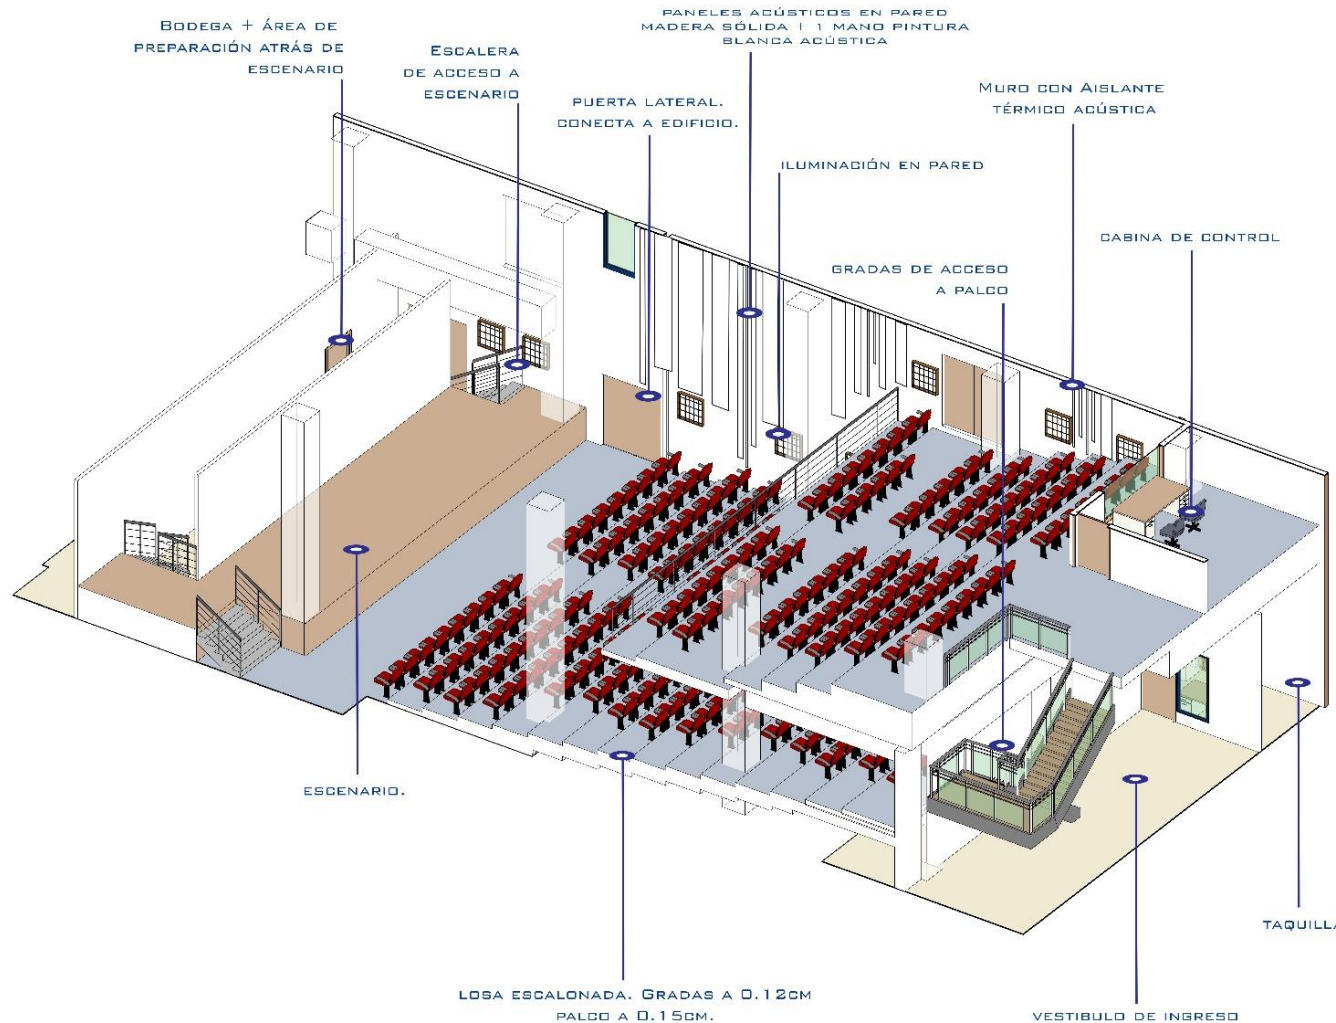 PANELES ACÚSTICOS EN PARED
MADERA SÓLIDA + 1 MANO PINTURA
BLANCA ACÚSTICA
BODEGA + ÁREA DE
PREPARACIÓN ATRÁS DE
ESCENARIO
ESCALERA
DE ACCESO A
ESCENARIO
PUERTA LATERAL.
CONECTA A EDIFICIO.
MURO CON AISLANTE
TÉRMICO ACÚSTICA
ILUMINACIÓN EN PARED
CABINA DE CONTROL
GRADAS DE ACCESO
A PALCO
ESCENARIO.
TAQUILLA
LOSA ESCALONADA. GRADAS A 0.12CM
PALCO A 0.15CM.
VESTIBULO DE INGRESO